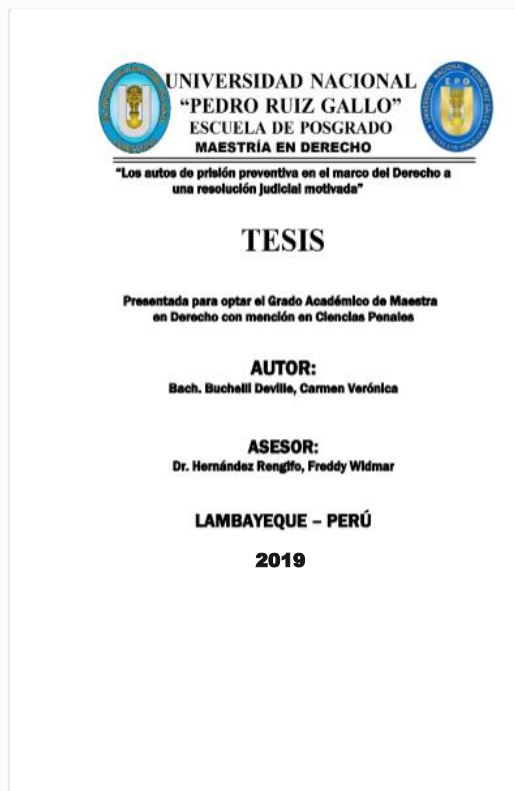 UNIVERSIDAD NACIONAL
“PEDRO RUIZ GALLO”
ESCUELA DE POSGRADO
MAESTRÍA EN DERECHO
“Los autos de prisión preventiva en el marco del Derecho a
una resolución judicial motivada”
TESIS
Presentada para optar el Grado Académico de Maestra
en Derecho con mención en Ciencias Penales
AUTOR:
Bach. Buchelli Deville, Carmen Verónica
ASESOR:
Dr. Hernández Rengifo, Freddy Widmar
LAMBAYEQUE – PERÚ
2019